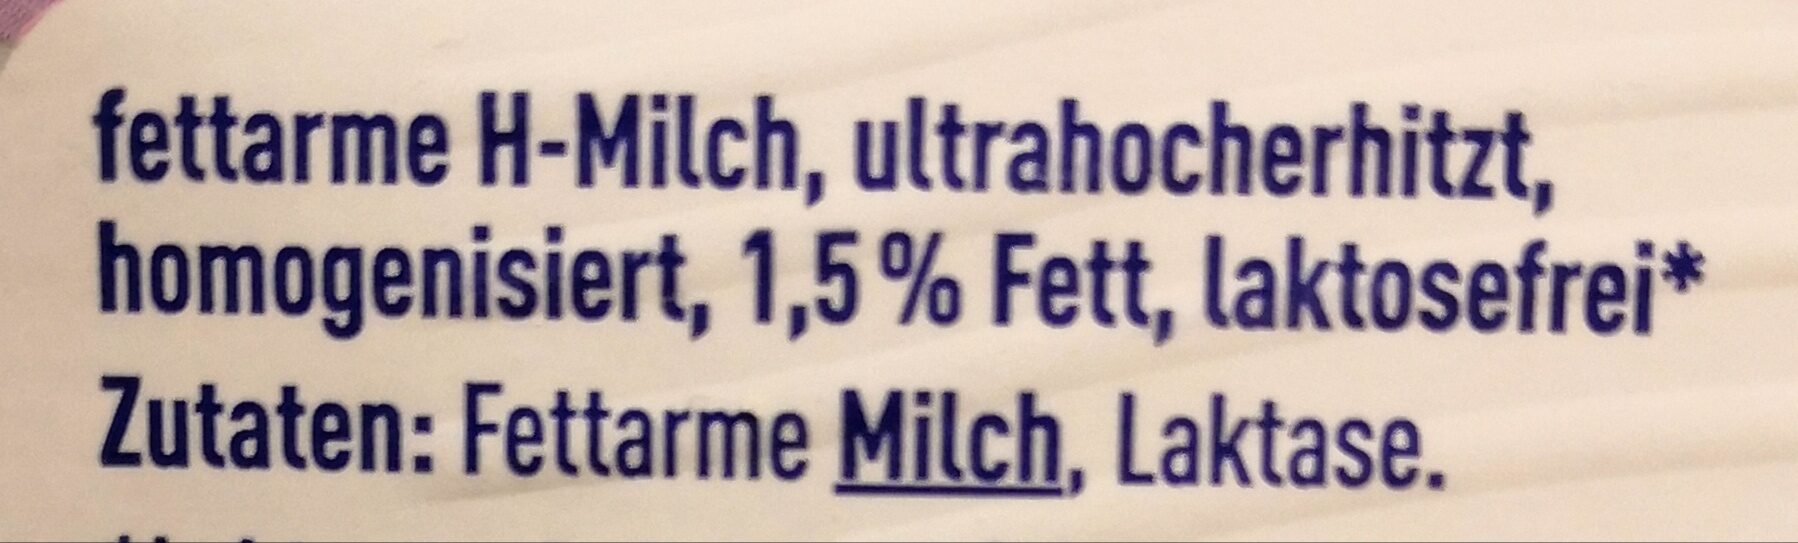 fettarme H-Milch, ultrahocherhitzt,
homogenisiert, 1,5 % Fett, laktosefrei*
Zutaten: Fettarme Milch, Laktase.